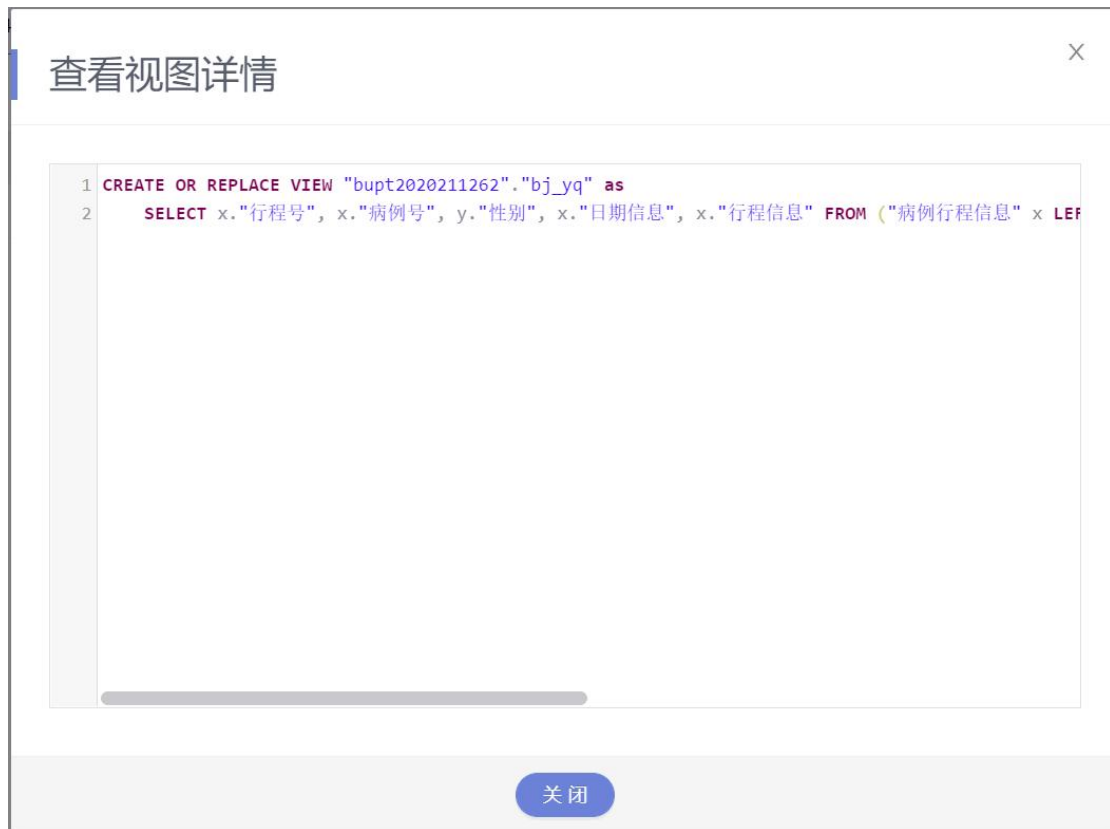 查看视图详情
X
1 CREATE OR REPLACE VIEW "bupt2020211262"."bj_yq" as
2 SELECT x."行程号", x."病例号", y."性别", x."日期信息", x."行程信息" FROM ("病例行程信息" x LEF
关闭